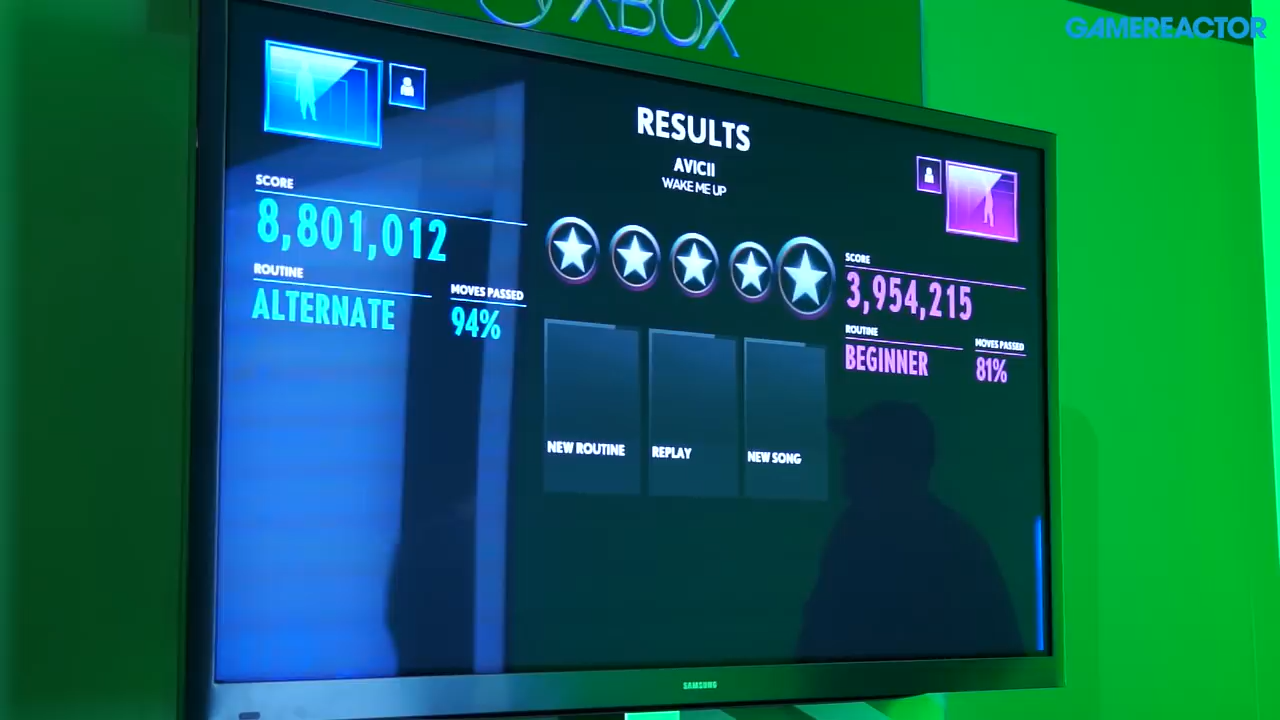 XBOX
GAMEREACTOR
RESULTS
AVICII
WAKE ME UP
SCORE
8,801,012
ROUTINE
ALTERNATE
MOVES PASSED
94%
SCORE
3,954,215
ROUTINE
BEGINNER
MOVES PASSED
81%
NEW ROUTINE
REPLAY
NEW SONG
SAMSUNG